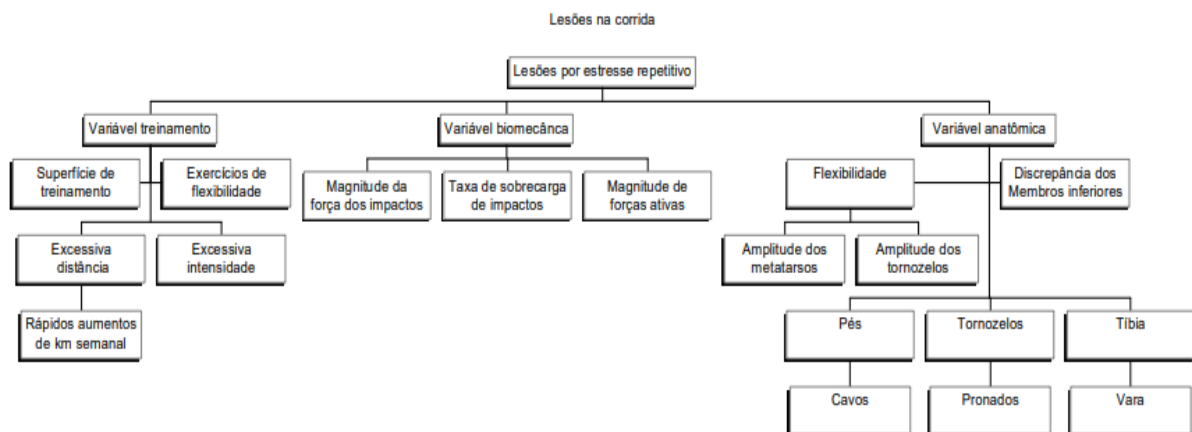 Lesões na corrida
Lesões por estresse repetitivo
Variável treinamento
Variável biomecânca
Variável anatômica
Superfície de
treinamento
Exercícios de
flexibilidade
Excessiva
distância
Excessiva
intensidade
Rápidos aumentos
de km semanal
Magnitude da
força dos impactos
Taxa de sobrecarga
de impactos
Magnitude de
forças ativas
Flexibilidade
Discrepância dos
Membros inferiores
Amplitude dos
metatarsos
Amplitude dos
tornozelos
Pés
Tornozelos
Tíbia
Cavos
Pronados
Vara